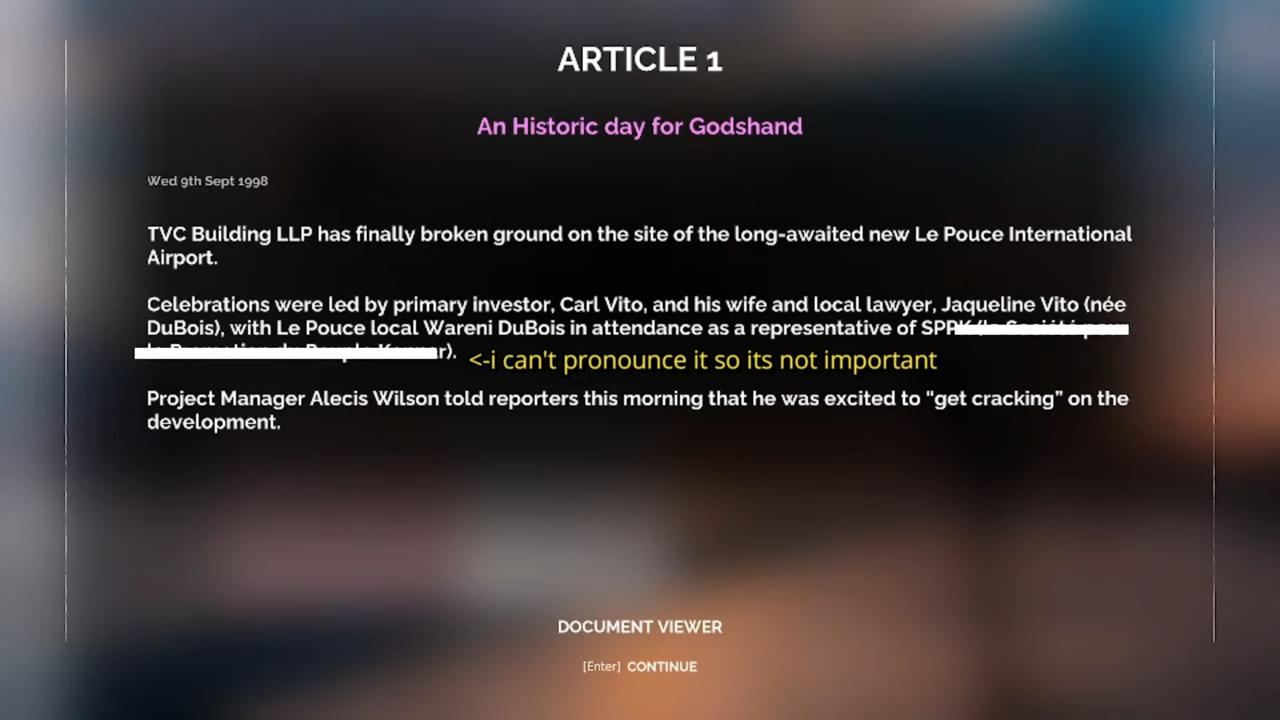 ARTICLE 1
An Historic day for Godshand
Wed 9th Sept 1998
TVC Building LLP has finally broken ground on the site of the long-awaited new Le Pouce International
Airport.
Celebrations were led by primary investor, Carl Vito, and his wife and local lawyer, Jaqueline Vito (née
DuBois), with Le Pouce local Wareni DuBois in attendance as a representative of SPPK
r).
<-i can't pronounce it so its not important
Project Manager Alecis Wilson told reporters this morning that he was excited to “get cracking” on the
development.
DOCUMENT VIEWER
[Enter] CONTINUE